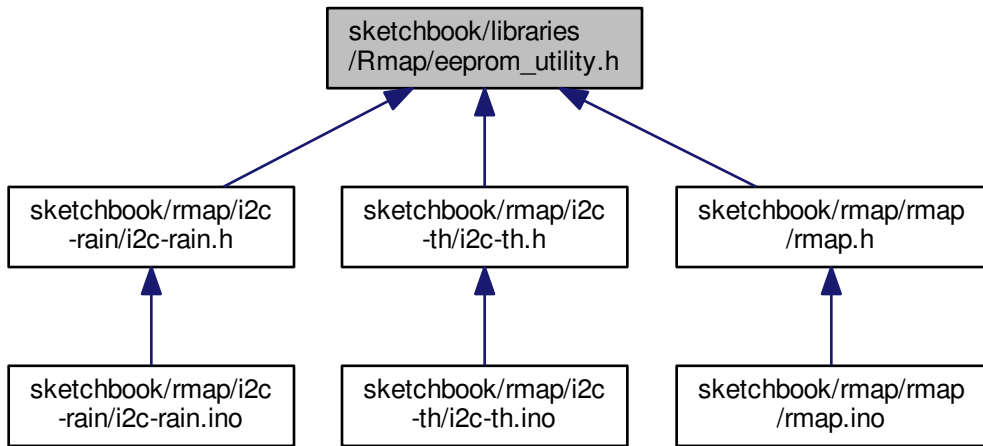 sketchbook/libraries
/Rmap/eeprom_utility.h
sketchbook/rmap/i2c
-rain/i2c-rain.h
sketchbook/rmap/i2c
-th/i2c-th.h
sketchbook/rmap/rmap
/rmap.h
sketchbook/rmap/i2c
-rain/i2c-rain.ino
sketchbook/rmap/i2c
-th/i2c-th.ino
sketchbook/rmap/rmap
/rmap.ino